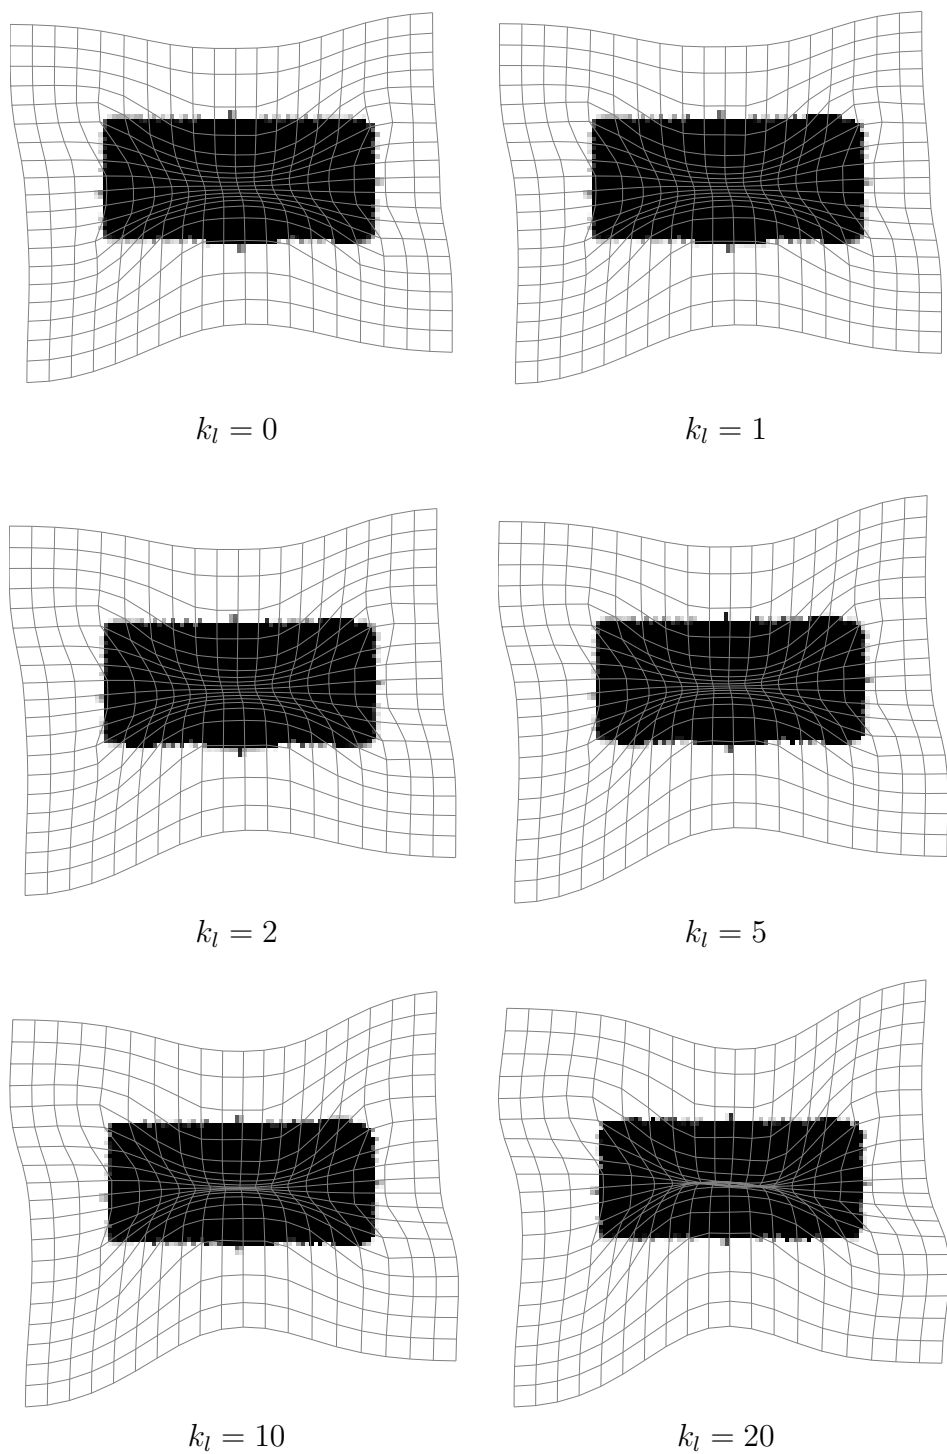 k_l = 0
k_l = 1
k_l = 2
k_l = 5
k_l = 10
k_l = 20